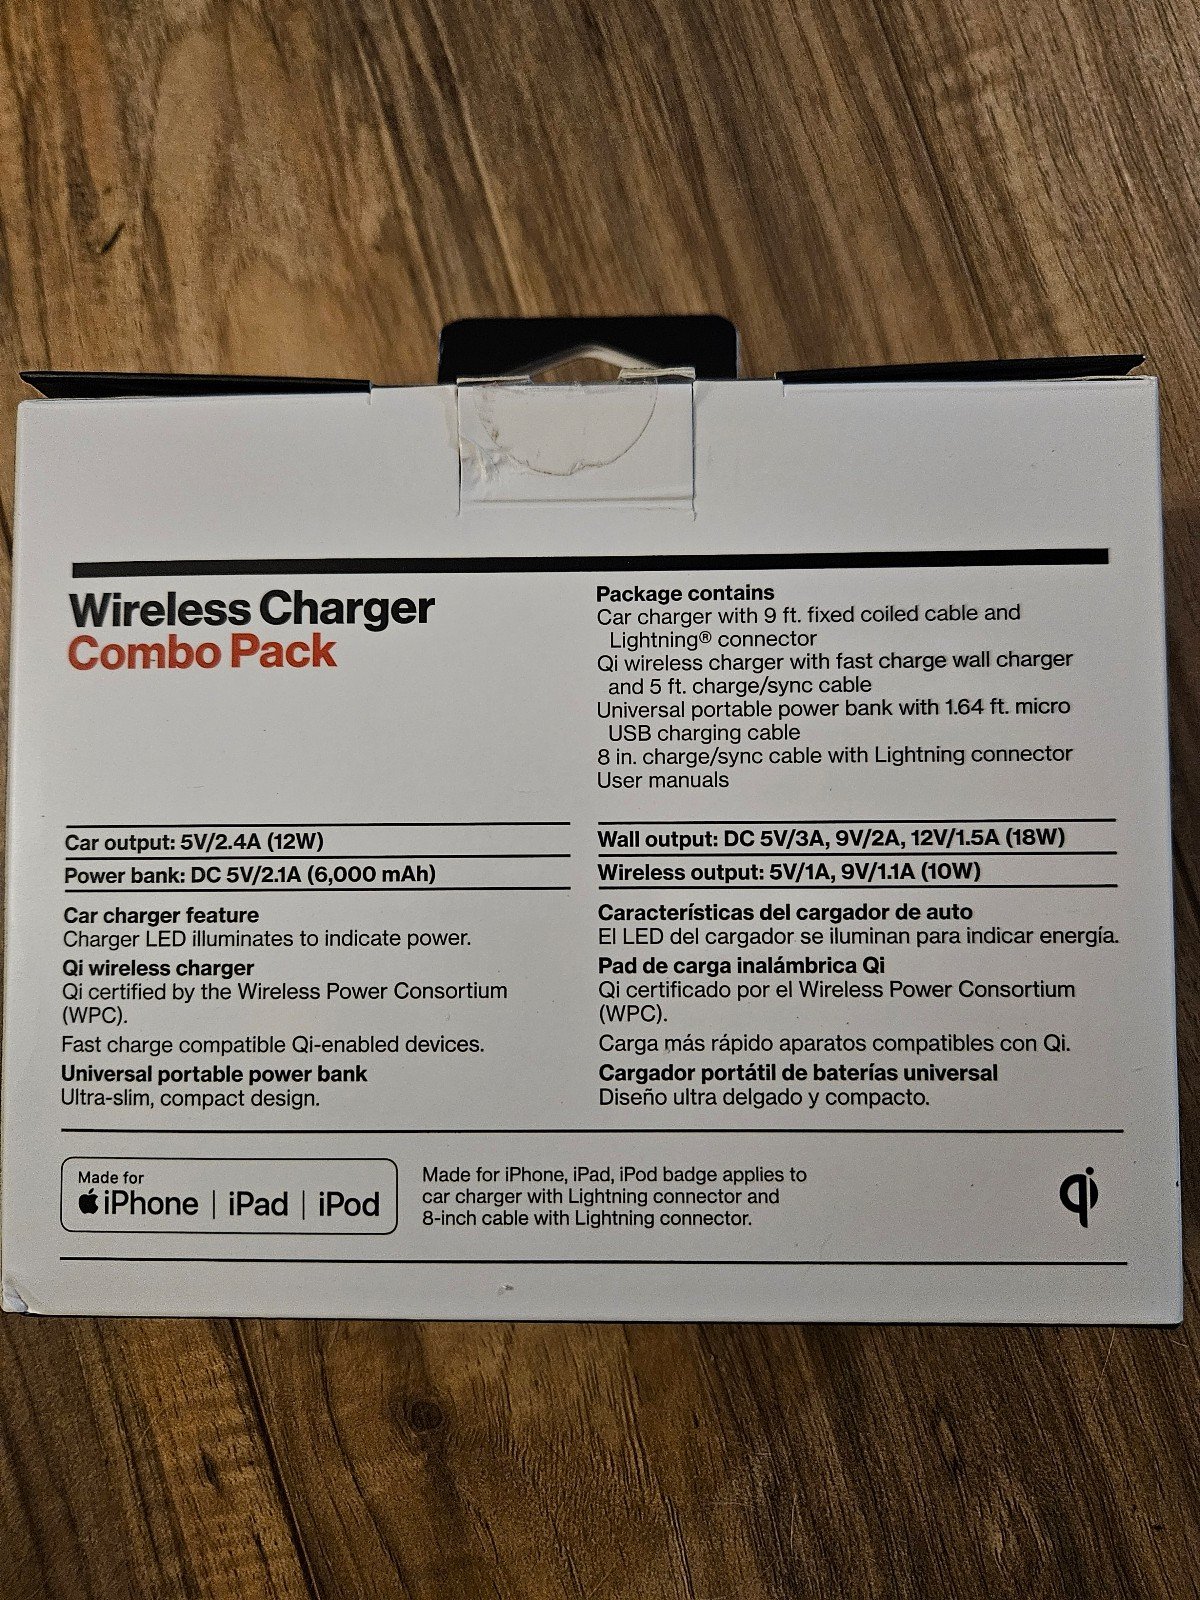 Wireless Charger
Combo Pack
Package contains
Car charger with 9 ft. fixed coiled cable and
Lightning® connector
Qi wireless charger with fast charge wall charger
and 5 ft. charge/sync cable
Universal portable power bank with 1.64 ft. micro
USB charging cable
8 in. charge/sync cable with Lightning connector
User manuals
Car output: 5V/2.4A (12W)
Power bank: DC 5V/2.1A (6,000 mAh)
Wall output: DC 5V/3A, 9V/2A, 12V/1.5A (18W)
Wireless output: 5V/1A, 9V/1.1A (10W)
Car charger feature
Charger LED illuminates to indicate power.
Qi wireless charger
Qi certified by the Wireless Power Consortium
(WPC).
Fast charge compatible Qi-enabled devices.
Universal portable power bank
Ultra-slim, compact design.
Características del cargador de auto
El LED del cargador se iluminan para indicar energía.
Pad de carga inalámbrica Qi
Qi certificado por el Wireless Power Consortium
(WPC).
Carga más rápido aparatos compatibles con Qi.
Cargador portátil de baterías universal
Diseño ultra delgado y compacto.
Made for
iPhone | iPad | iPod
Made for iPhone, iPad, iPod badge applies to
car charger with Lightning connector and
8-inch cable with Lightning connector.
qi